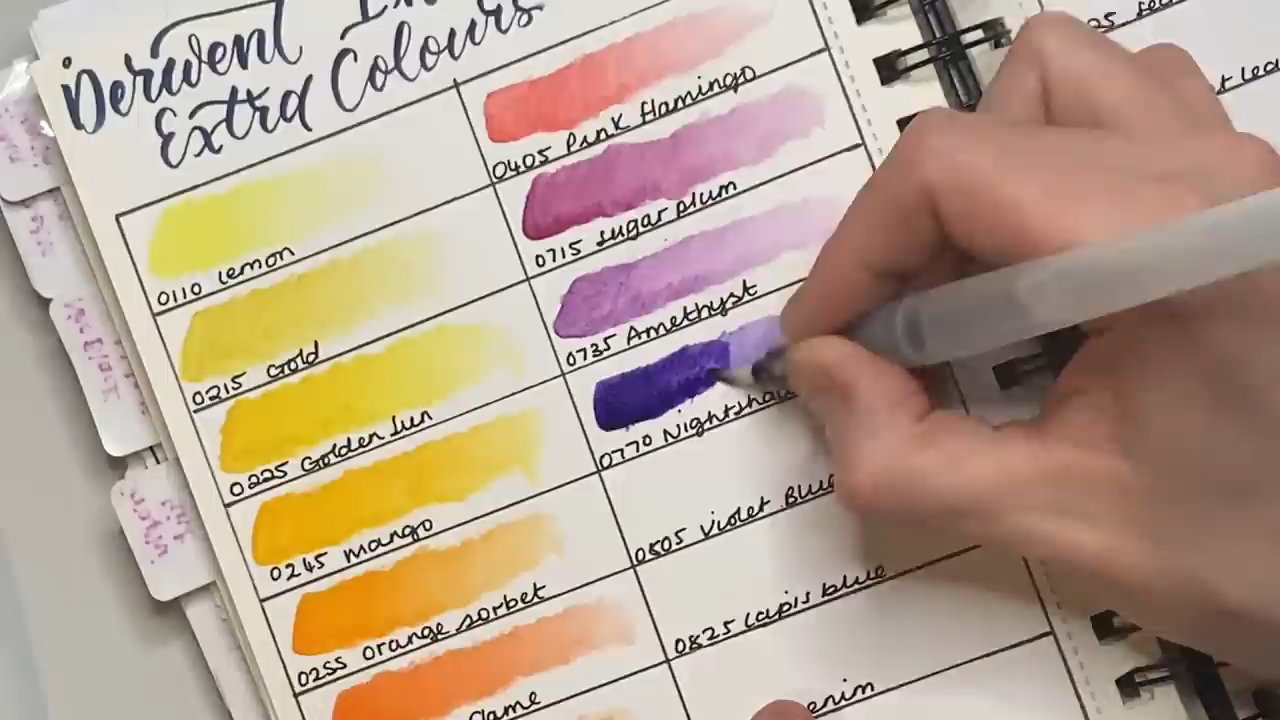 Derwent
Extra Colours
0110 Lemon
0215 Gold
0225 Golden Sun
0245 mango
0255 orange sorbet
0405 Pink Flamingo
0715 sugar plum
0735 Amethyst
0770 Nightsha
0805 Violet Blue
0825 Lapis blue